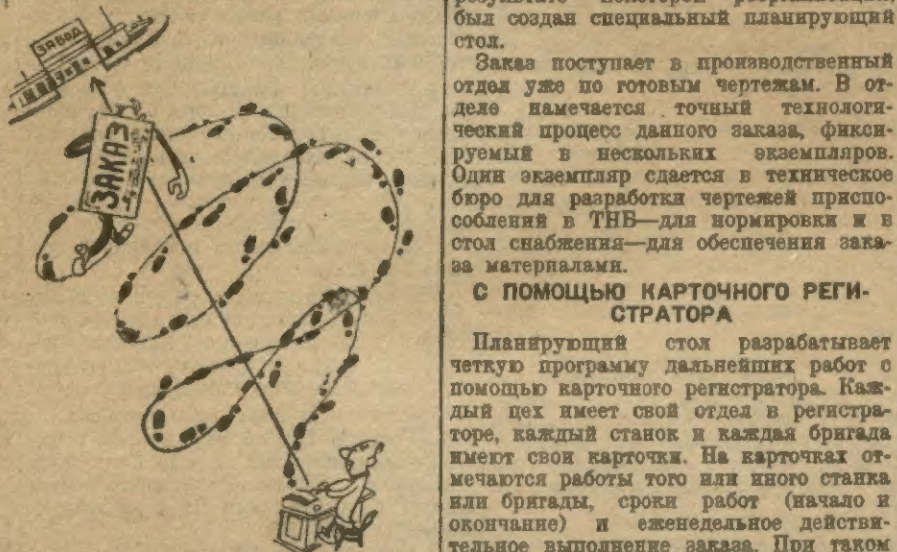 ЗАВОД
ЗАКАЗ
результате некоторой реорганизации,
был создан специальный планирующий
стол.
Заказ поступает в производственный
отдел уже по готовым чертежам. В от-
деле намечается точный технологи-
ческий процесс данного заказа, фикси-
руемый в нескольких экземпляров.
Один экземпляр сдается в техническое
бюро для разработки чертежей приспо-
соблений в ТНБ—для нормировки и в
стол снабжения—для обеспечения зака-
за материалами.
С ПОМОЩЬЮ КАРТОЧНОГО РЕГИ-
СТРАТОРА
Планирующий стол разрабатывает
четкую программу дальнейших работ с
помощью карточного регистратора. Каж-
дый цех имеет свой отдел в регистра-
торе, каждый станок и каждая бригада
имеют свои карточки. На карточках от-
мечаются работы того или иного станка
или бригады, сроки работ (начало и
окончание) и еженедельное действи-
тельное выполнение заказа. При таком